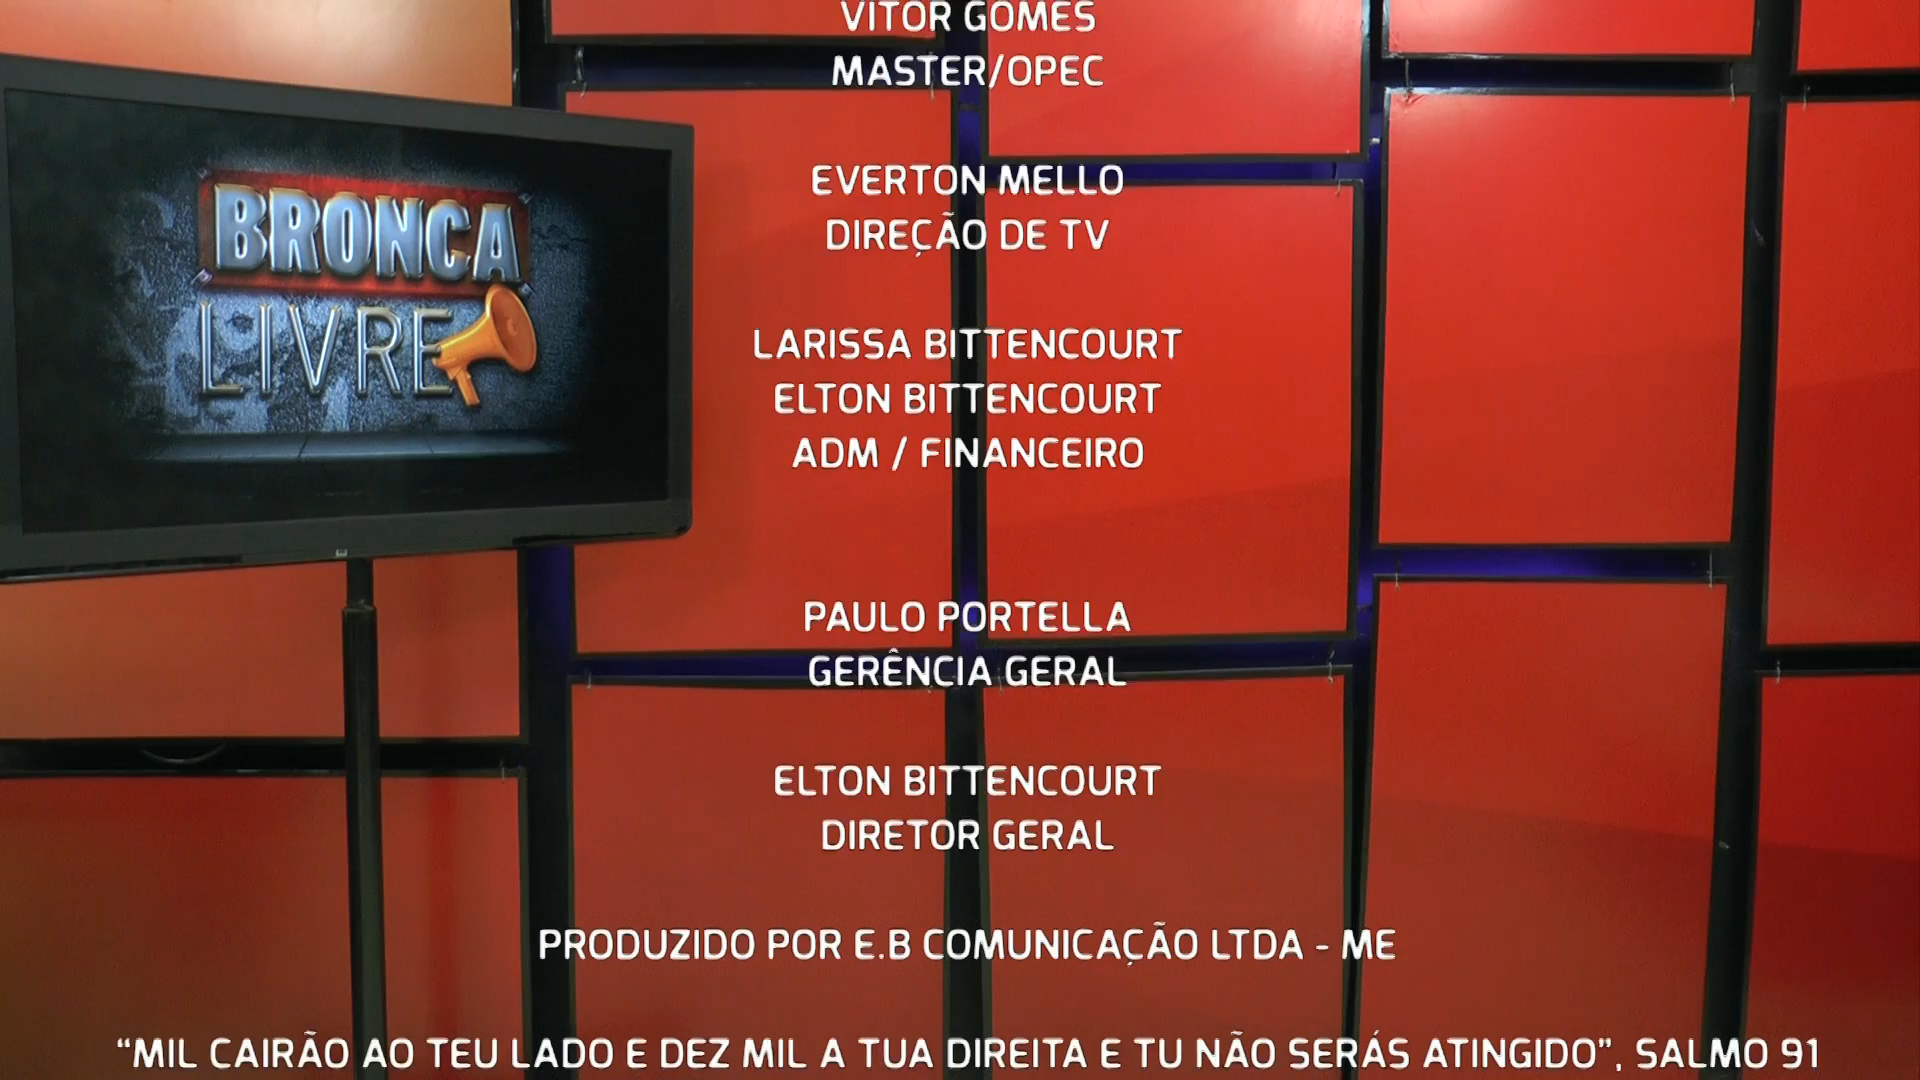 VITOR GOMES
MASTER/OPEC
EVERTON MELLO
DIREÇÃO DE TV
BRONCA
LIVRE
LARISSA BITTENCOURT
ELTON BITTENCOURT
ADM / FINANCEIRO
PAULO PORTELLA
GERÊNCIA GERAL
ELTON BITTENCOURT
DIRETOR GERAL
PRODUZIDO POR E.B COMUNICAÇÃO LTDA - ME
“MIL CAIRÃO AO TEU LADO E DEZ MIL A TUA DIREITA E TU NÃO SERÁS ATINGIDO”, SALMO 91